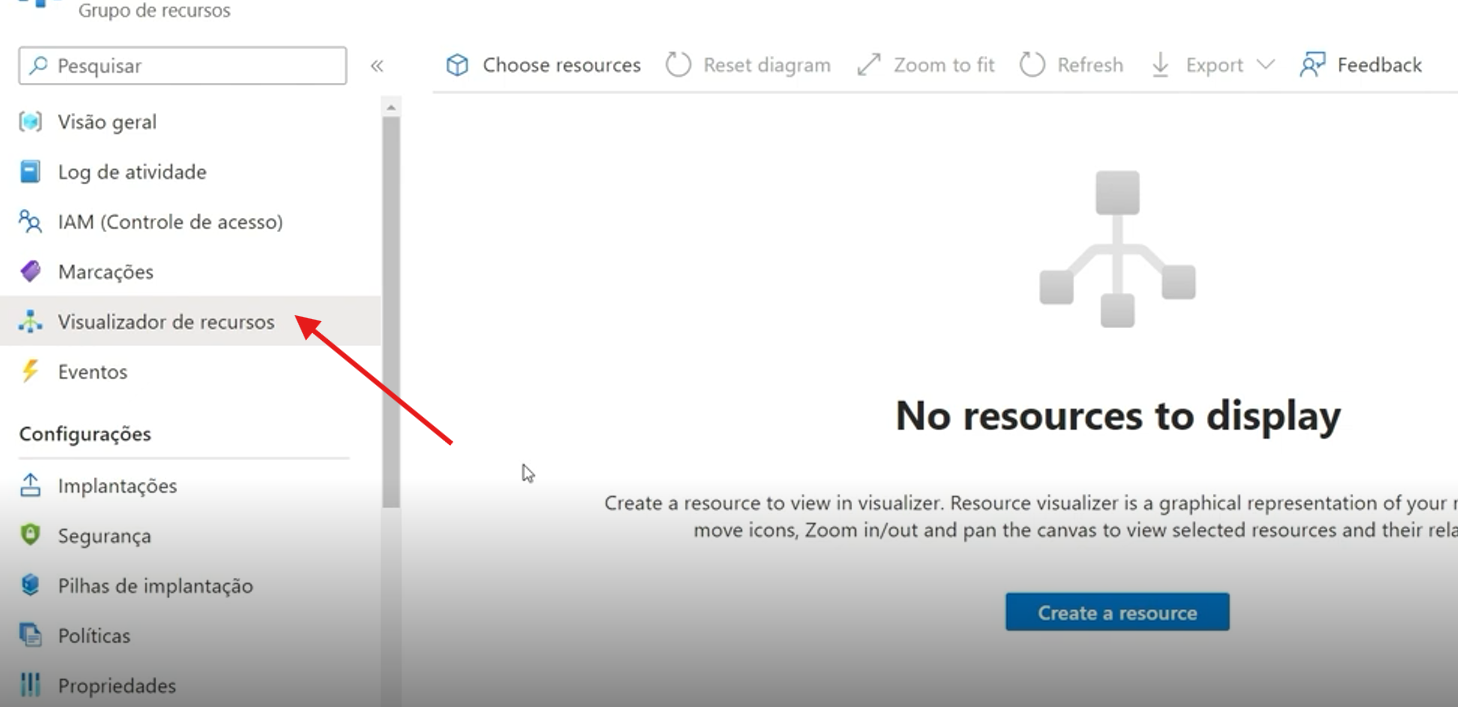 Grupo de recursos
Pesquisar
«
Visão geral
Log de atividade
IAM (Controle de acesso)
Marcações
Visualizador de recursos
Eventos
Configurações
Implantações
Segurança
Pilhas de implantação
Políticas
Propriedades
Choose resources
Reset diagram
Zoom to fit
Refresh
Export
Feedback
No resources to display
Create a resource to view in visualizer. Resource visualizer is a graphical representation of your
move icons, Zoom in/out and pan the canvas to view selected resources and their
Create a resource